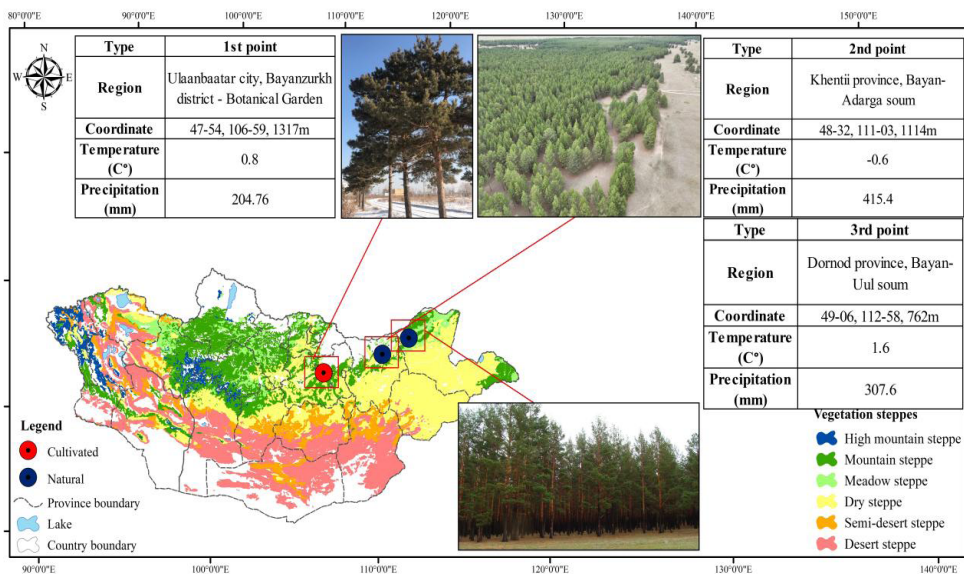 80°0'0"E 90°0'0"E 100°0'0"E 110°0'0"E 120°0'0"E 140°0'0"E 150°0'0"E
N
W E
S
Type 1st point
Region Ulaanbaatar city, Bayanzurkh
district - Botanical Garden
Coordinate 47-54, 106-59, 1317m
Temperature
(C°) 0.8
Precipitation
(mm) 204.76
Type 2nd point
Region Khentii province, Bayan-
Adarga soum
Coordinate 48-32, 111-03, 1114m
Temperature
(C°) -0.6
Precipitation
(mm) 415.4
Type 3rd point
Region Dornod province, Bayan-
Uul soum
Coordinate 49-06, 112-58, 762m
Temperature
(C°) 1.6
Precipitation
(mm) 307.6
Legend
Cultivated
Natural
Province boundary
Lake
Country boundary
Vegetation steppes
High mountain steppe
Mountain steppe
Meadow steppe
Dry steppe
Semi-desert steppe
Desert steppe
90°0'0"E 100°0'0"E 110°0'0"E 120°0'0"E 130°0'0"E 140°0'0"E